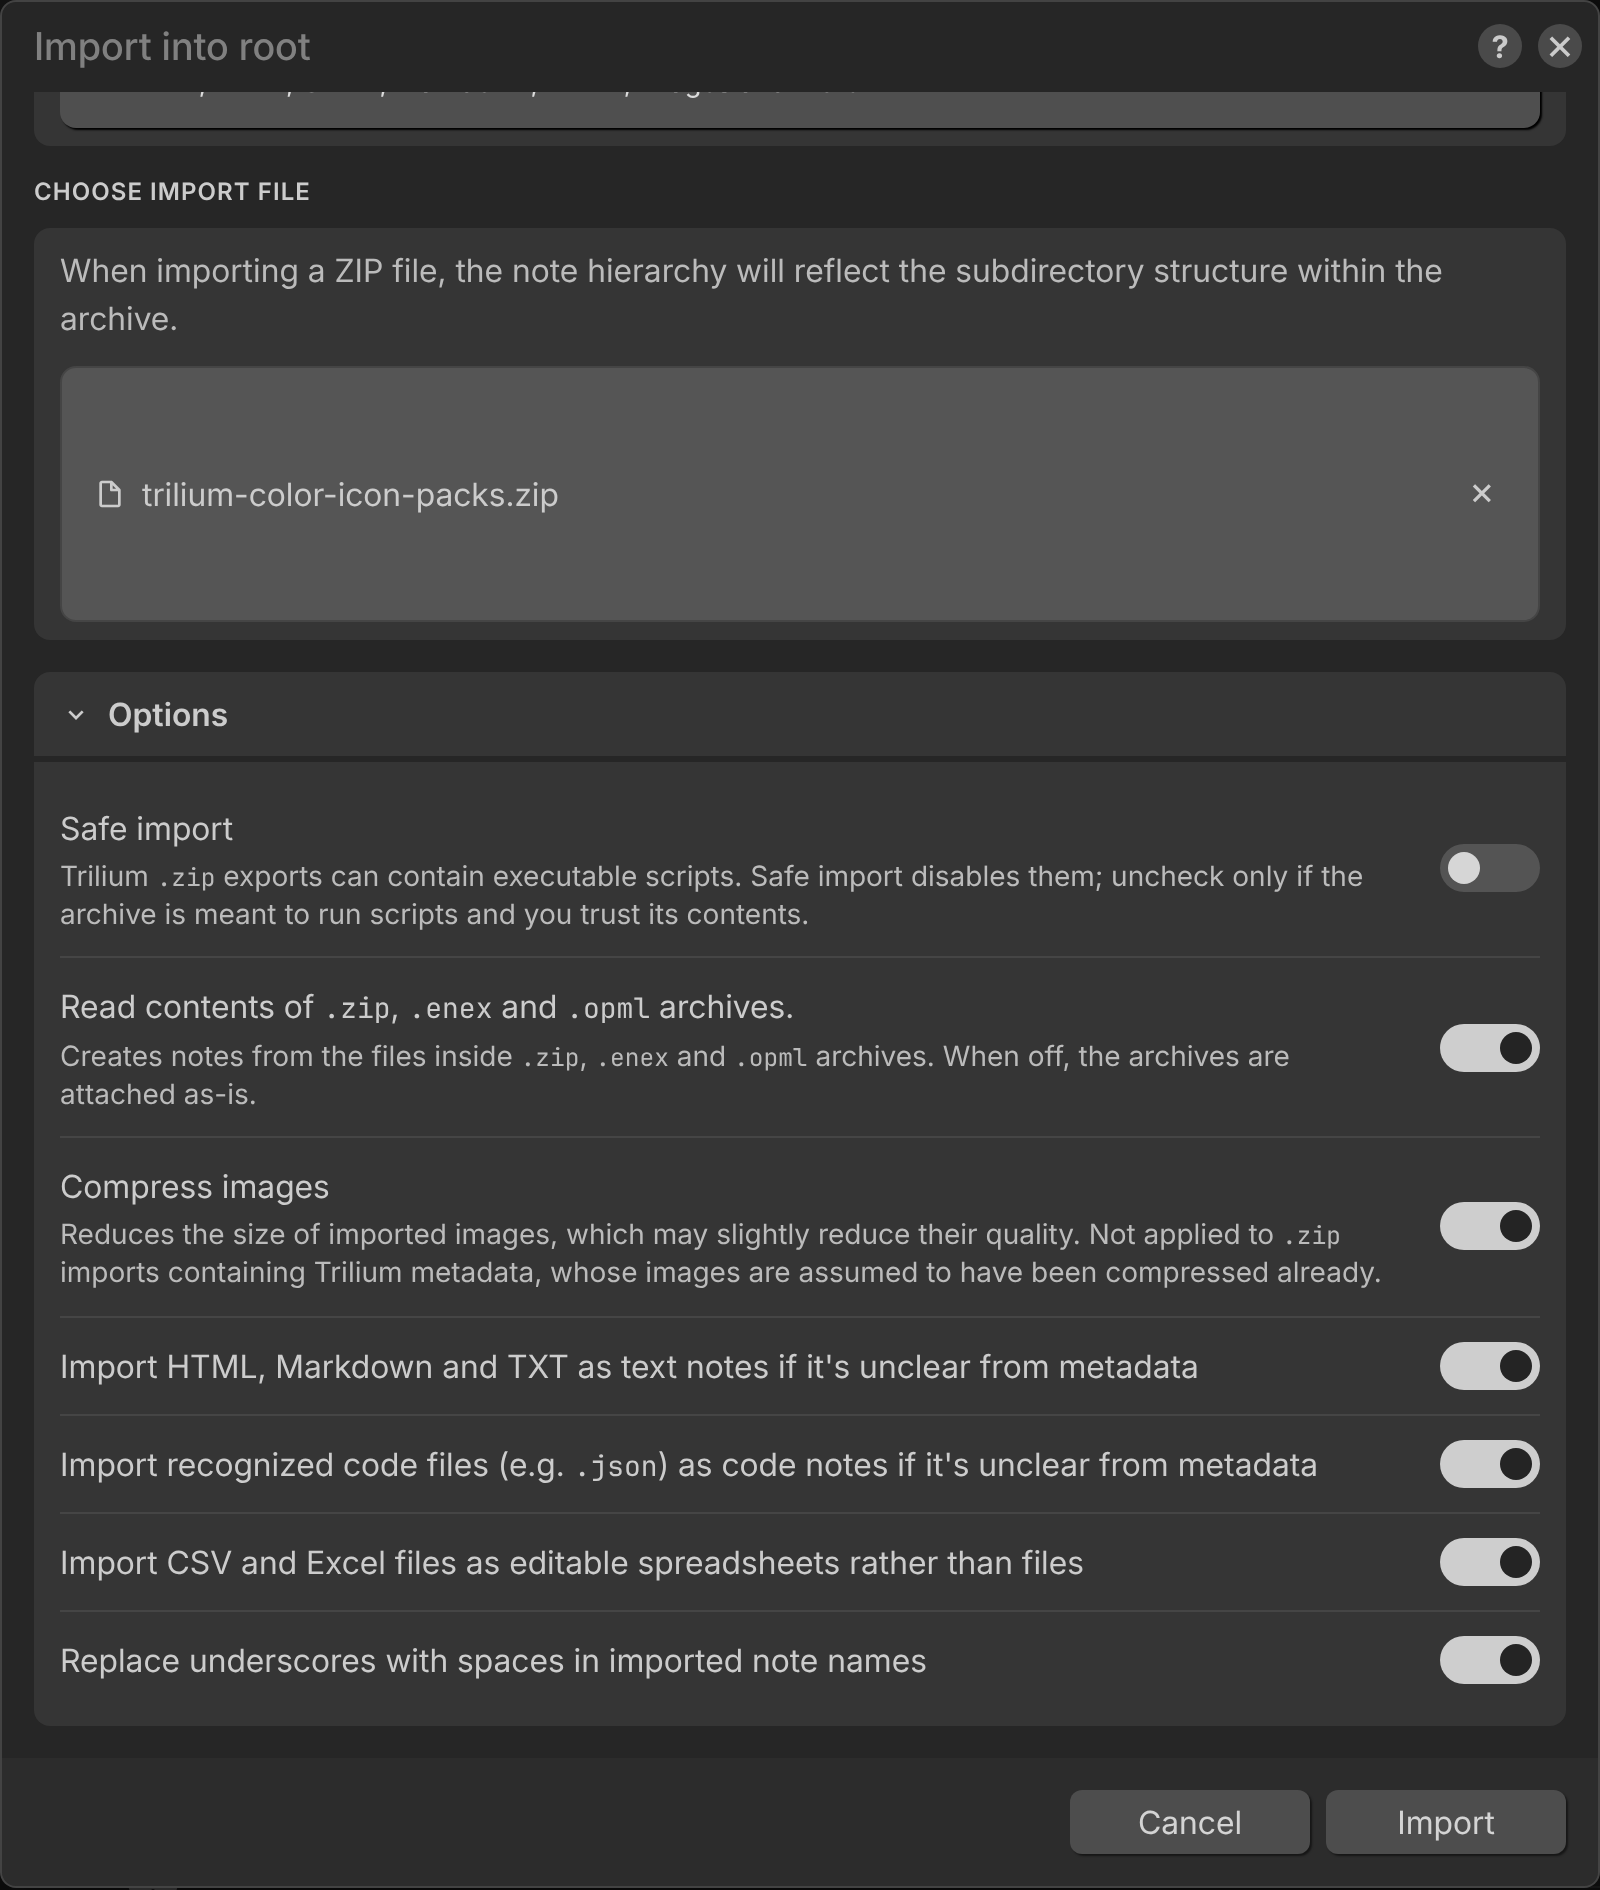 Import into root
?
CHOOSE IMPORT FILE
When importing a ZIP file, the note hierarchy will reflect the subdirectory structure within the
archive.
trilium-color-icon-packs.zip
Options
Safe import
Trilium .zip exports can contain executable scripts. Safe import disables them; uncheck only if the
archive is meant to run scripts and you trust its contents.
Read contents of .zip, .enex and .opml archives.
Creates notes from the files inside .zip, .enex and .opml archives. When off, the archives are
attached as-is.
Compress images
Reduces the size of imported images, which may slightly reduce their quality. Not applied to .zip
imports containing Trilium metadata, whose images are assumed to have been compressed already.
Import HTML, Markdown and TXT as text notes if it's unclear from metadata
Import recognized code files (e.g. .json) as code notes if it's unclear from metadata
Import CSV and Excel files as editable spreadsheets rather than files
Replace underscores with spaces in imported note names
Cancel
Import